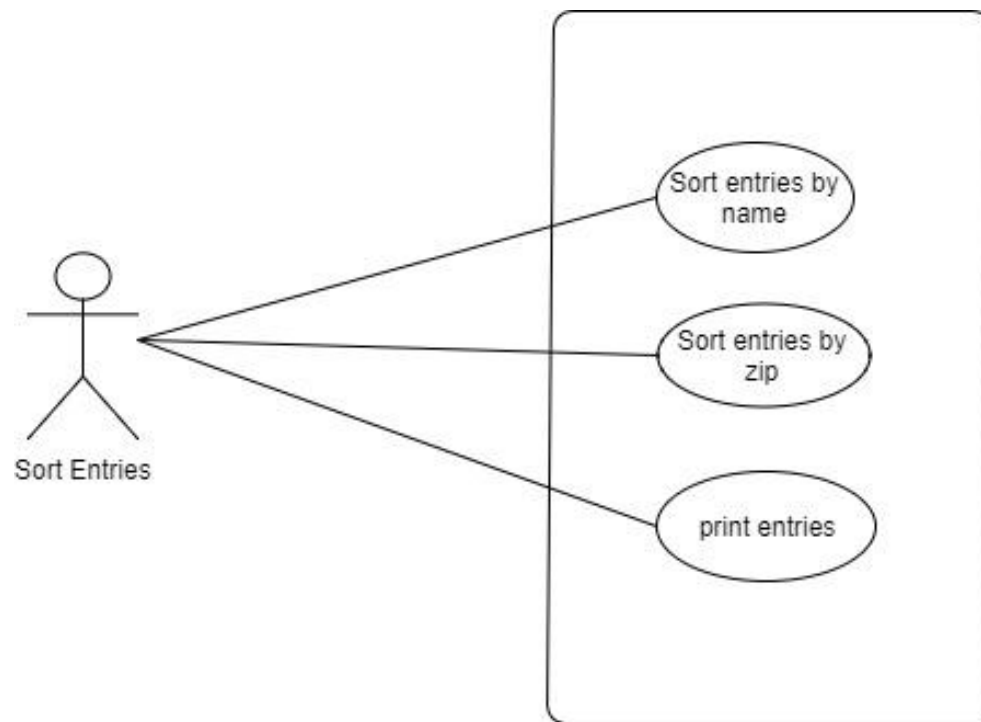 Sort entries by
name
Sort entries by
zip
Sort Entries
print entries